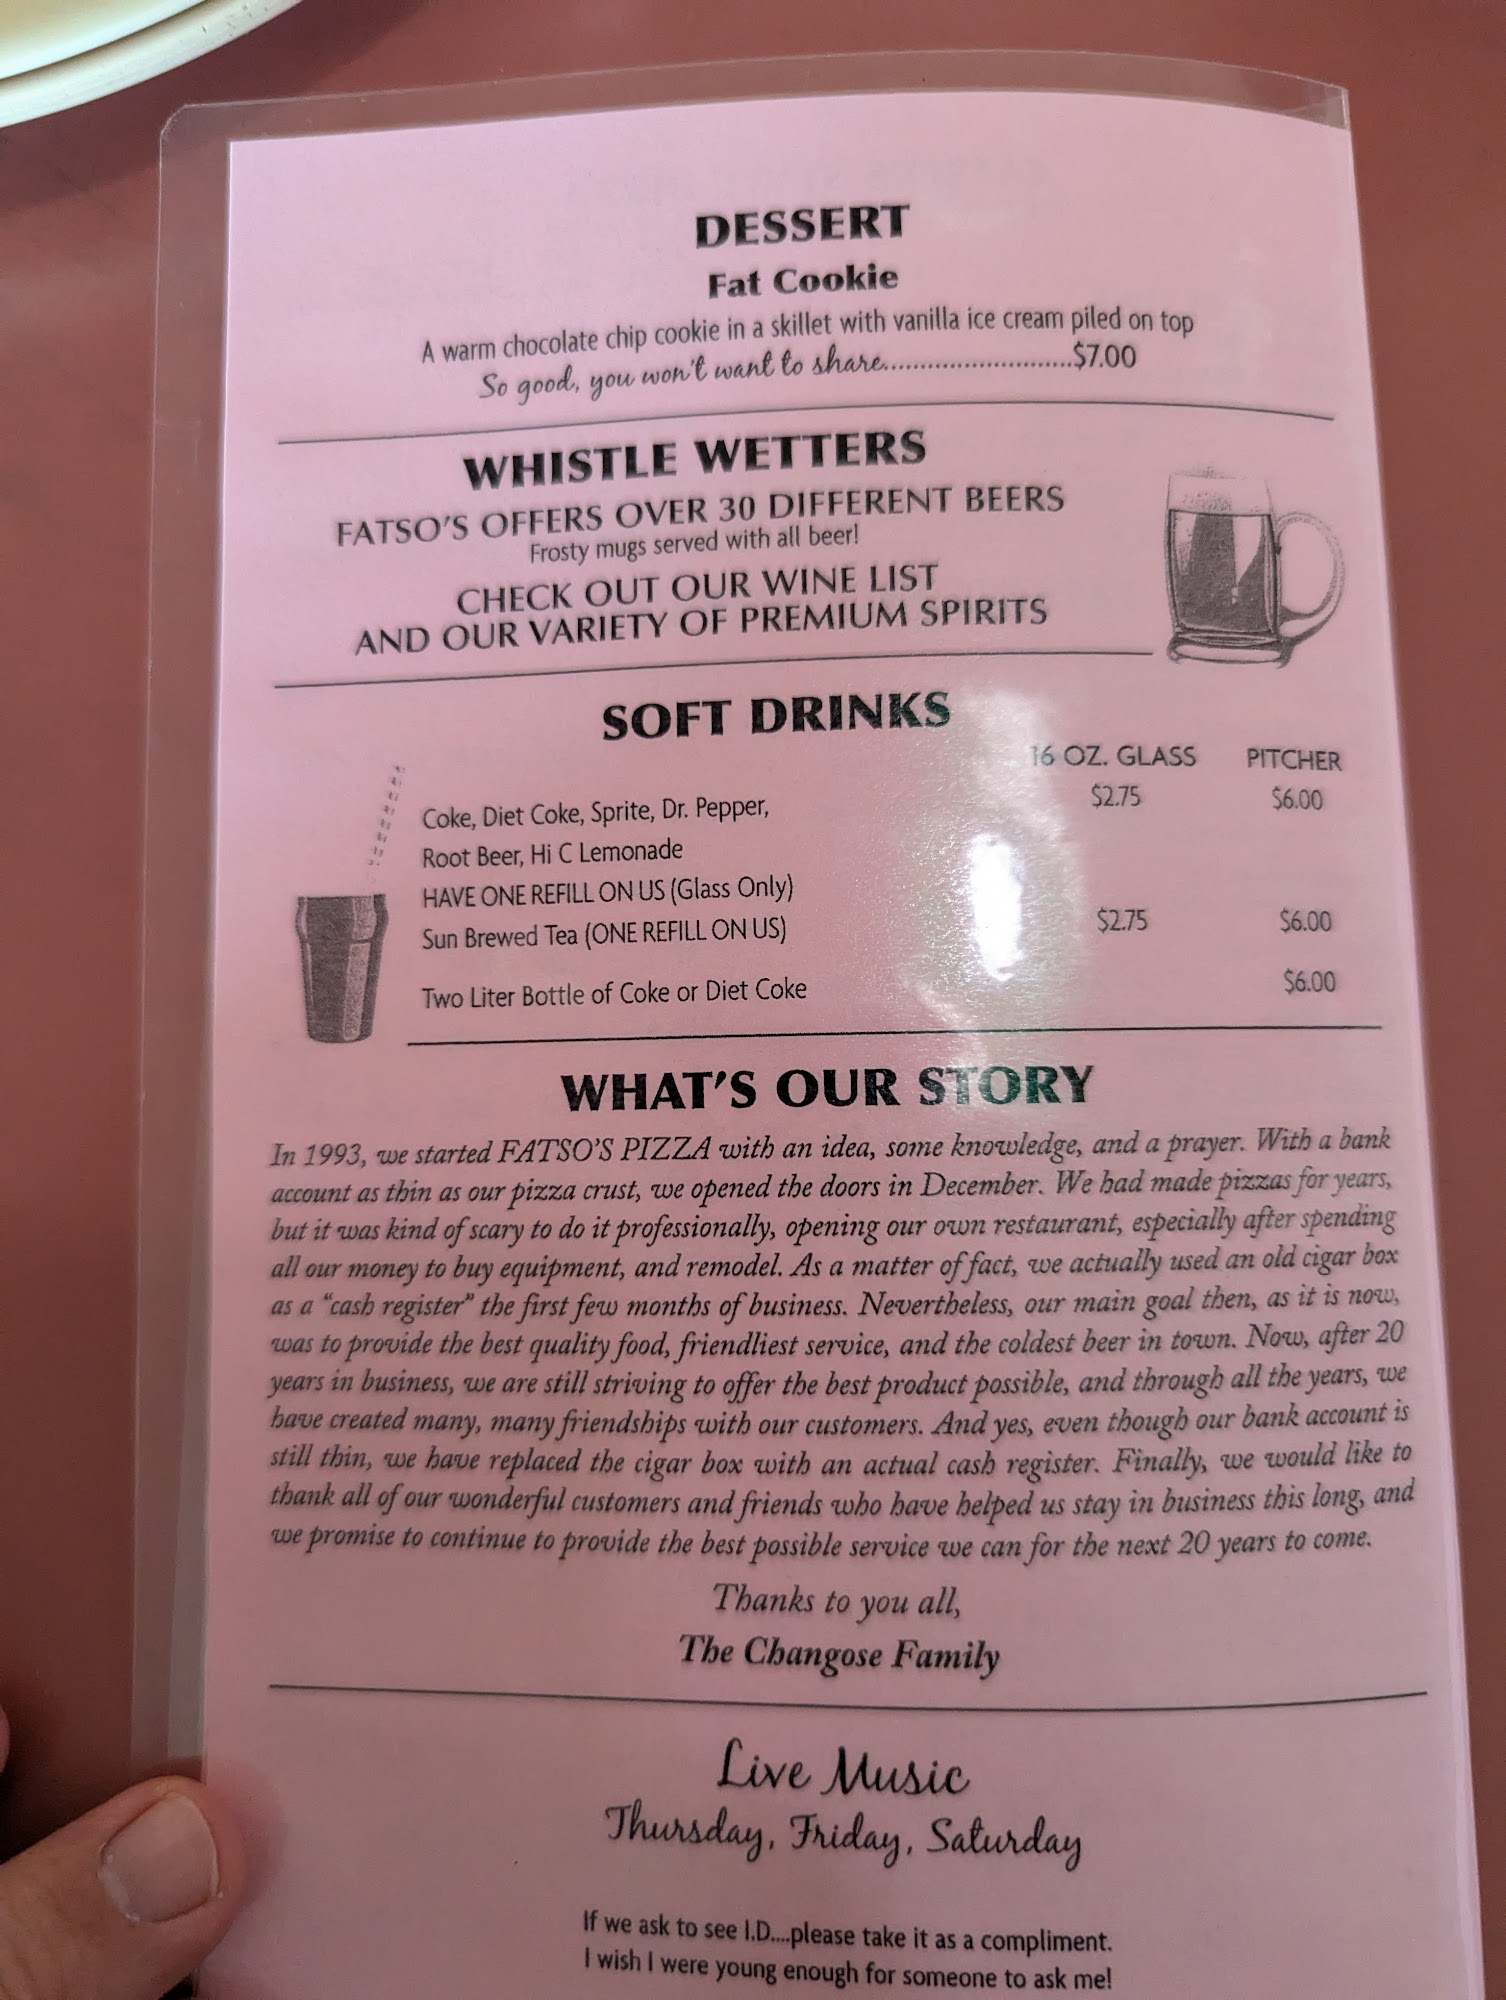 DESSERT
Fat Cookie
A warm chocolate chip cookie in a skillet with vanilla ice cream piled on top
So good, you won't want to share..........................$7.00
WHISTLE WETTERS
FATSO'S OFFERS OVER 30 DIFFERENT BEERS
Frosty mugs served with all beer!
CHECK OUT OUR WINE LIST
AND OUR VARIETY OF PREMIUM SPIRITS
SOFT DRINKS
16 OZ. GLASS PITCHER
Coke, Diet Coke, Sprite, Dr. Pepper, $2.75 $6.00
Root Beer, Hi C Lemonade
HAVE ONE REFILL ON US (Glass Only)
Sun Brewed Tea (ONE REFILL ON US) $2.75 $6.00
Two Liter Bottle of Coke or Diet Coke $6.00
WHAT'S OUR STORY
In 1993, we started FATSO'S PIZZA with an idea, some knowledge, and a prayer. With a bank
account as thin as our pizza crust, we opened the doors in December. We had made pizzas for years,
but it was kind of scary to do it professionally, opening our own restaurant, especially after spending
all our money to buy equipment, and remodel. As a matter of fact, we actually used an old cigar box
as a "cash register" the first few months of business. Nevertheless, our main goal then, as it is now,
was to provide the best quality food, friendliest service, and the coldest beer in town. Now, after 20
years in business, we are still striving to offer the best product possible, and through all the years, we
have created many, many friendships with our customers. And yes, even though our bank account is
still thin, we have replaced the cigar box with an actual cash register. Finally, we would like to
thank all of our wonderful customers and friends who have helped us stay in business this long, and
we promise to continue to provide the best possible service we can for the next 20 years to come.
Thanks to you all,
The Changose Family
Live Music
Thursday, Friday, Saturday
If we ask to see I.D....please take it as a compliment.
I wish I were young enough for someone to ask me!